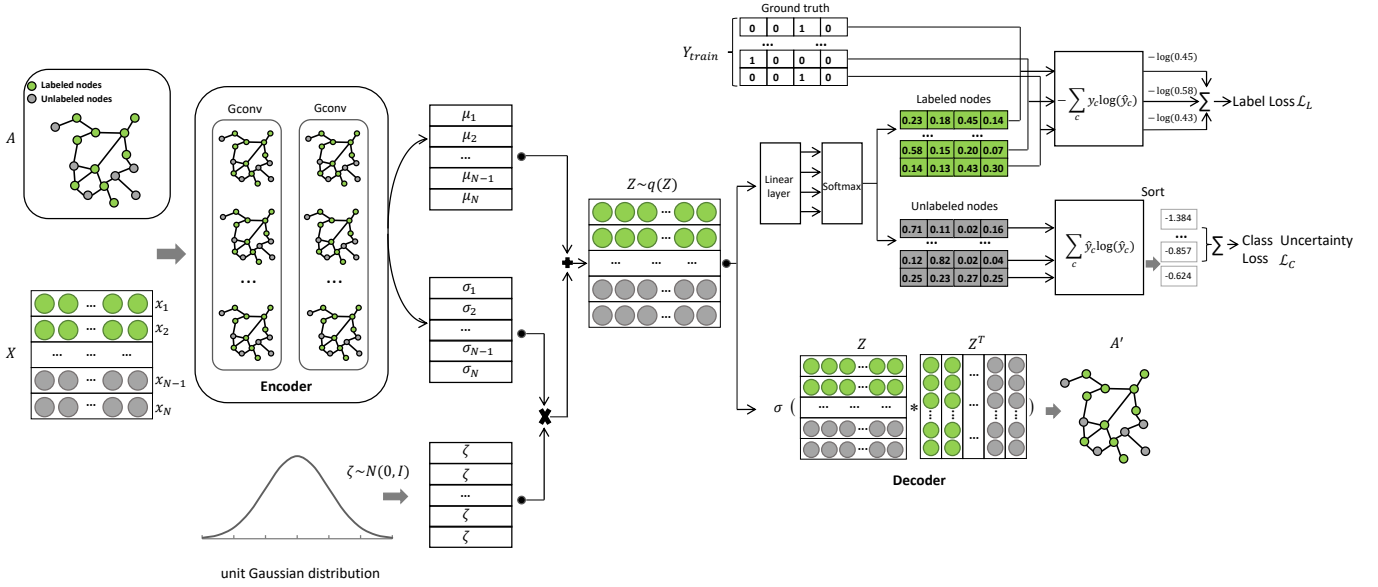 Ground truth
Y_train
0 0 1 0
... ...
1 0 0 0
0 0 1 0
A
Labeled nodes
Unlabeled nodes
X
... x_1
... x_2
... ... ...
... x_{N-1}
... x_N
Gconv Gconv
... ...
Encoder
μ_1
μ_2
...
μ_{N-1}
μ_N
σ_1
σ_2
...
σ_{N-1}
σ_N
ζ~N(0, I)
ζ
ζ
...
ζ
ζ
unit Gaussian distribution
Z~q(Z)
...
...
... ... ...
...
...
Linear
layer
Softmax
Labeled nodes
0.23 0.18 0.45 0.14
... ...
0.58 0.15 0.20 0.07
0.14 0.13 0.43 0.30
−∑_c y_c log(ŷ_c)
−log(0.45)
−log(0.58)
−log(0.43)
∑
Label Loss ℒ_L
Unlabeled nodes
0.71 0.11 0.02 0.16
... ...
0.12 0.82 0.02 0.04
0.25 0.23 0.27 0.25
∑_c ŷ_c log(ŷ_c)
Sort
-1.384
...
-0.857
-0.624
∑
Class Uncertainty
Loss ℒ_C
Z Z^T A′
σ ( * )
...
...
... ... ...
...
...
Decoder